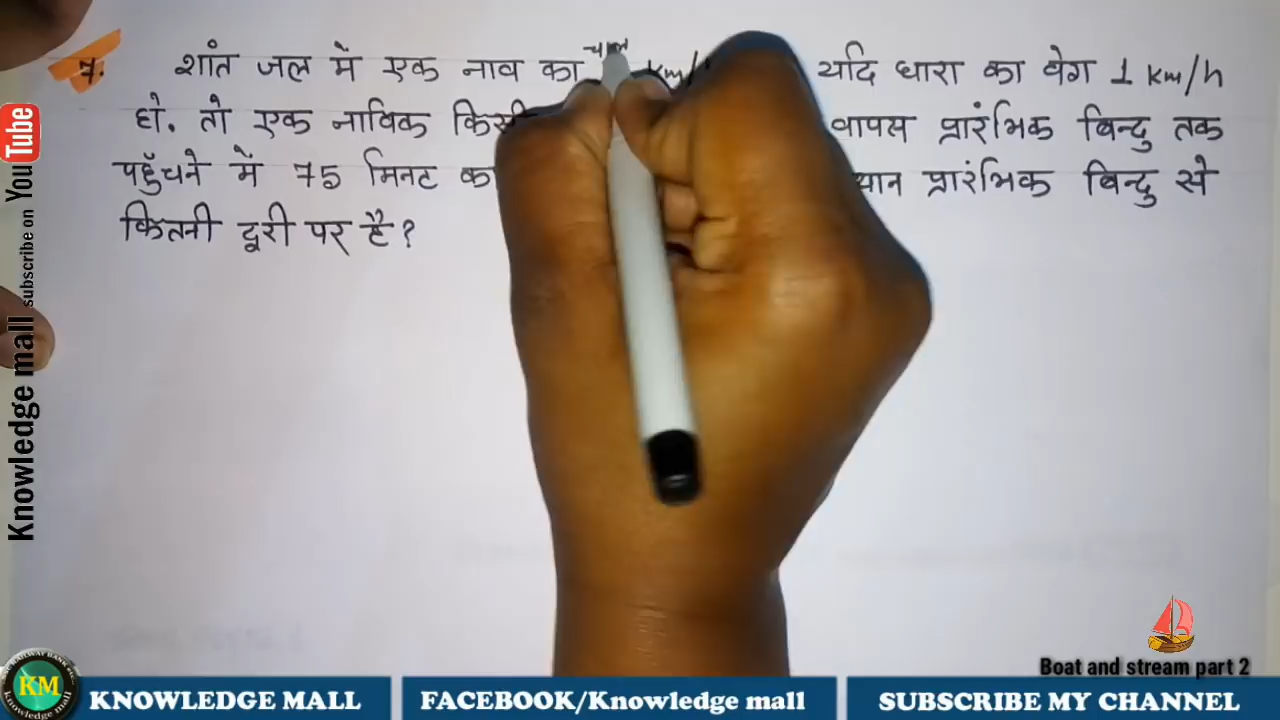 7. शांत जल में एक नाव का चाल km/ यदि धारा का वेग 1 km/h
हो. तो एक नाविक किसी वापस प्रारंभिक बिन्दु तक
पहुँचने में 75 मिनट का प्रारंभिक बिन्दु से
कितनी दूरी पर है?
Knowledge mall subscribe on YouTube
Boat and stream part 2
KM
KNOWLEDGE MALL
FACEBOOK/Knowledge mall
SUBSCRIBE MY CHANNEL